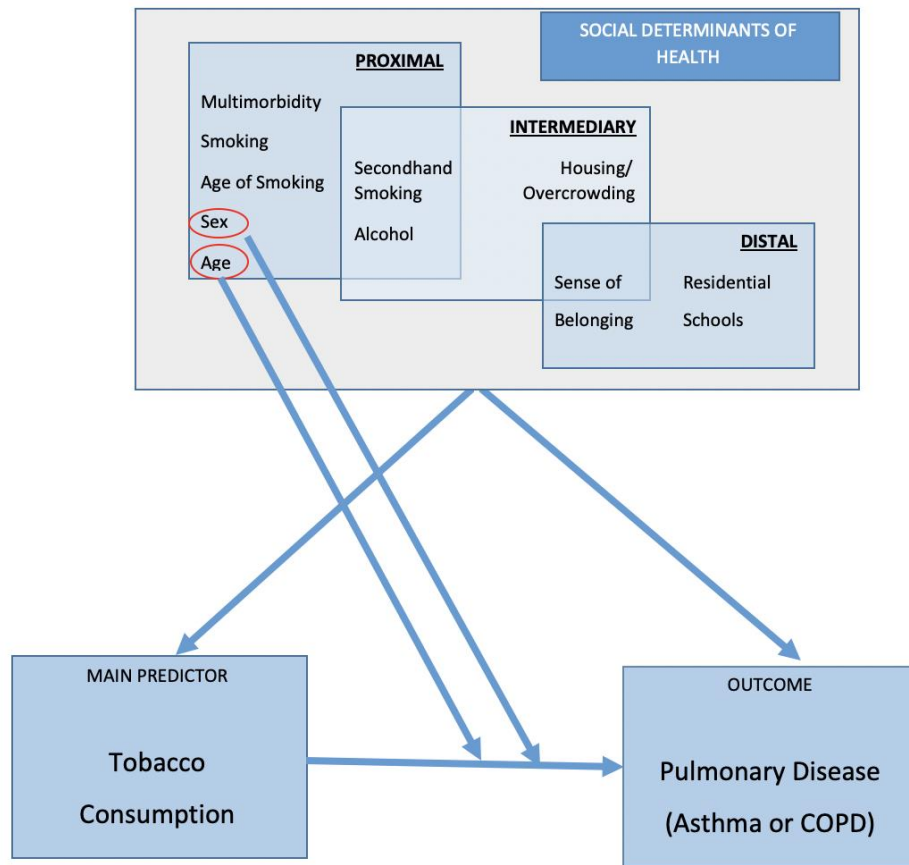 SOCIAL DETERMINANTS OF
HEALTH
PROXIMAL
Multimorbidity
Smoking
Age of Smoking
Sex
Age
INTERMEDIARY
Secondhand
Smoking
Alcohol
Housing/
Overcrowding
DISTAL
Sense of
Belonging
Residential
Schools
MAIN PREDICTOR
Tobacco
Consumption
OUTCOME
Pulmonary Disease
(Asthma or COPD)